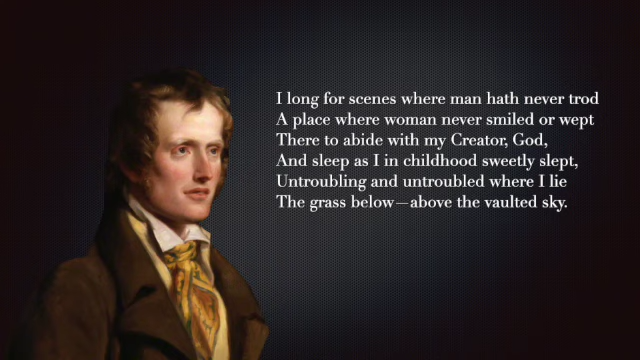 I long for scenes where man hath never trod
A place where woman never smiled or wept
There to abide with my Creator, God,
And sleep as I in childhood sweetly slept,
Untroubling and untroubled where I lie
The grass below—above the vaulted sky.